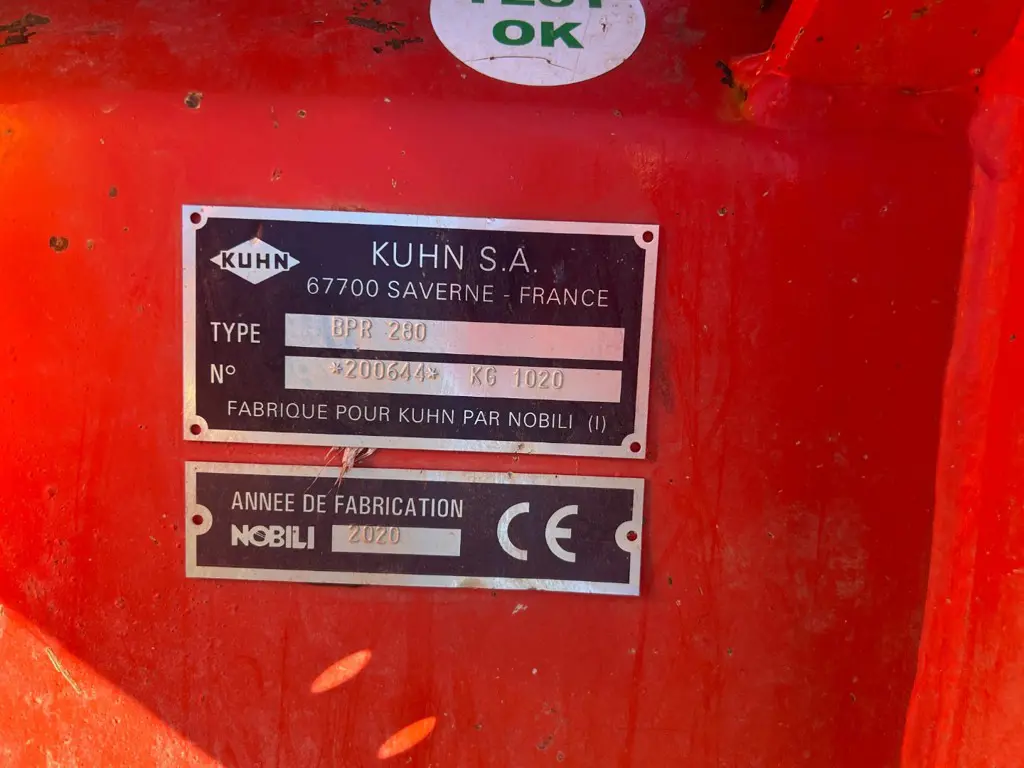 OK
KUHN
KUHN S.A.
67700 SAVERNE - FRANCE
TYPE BPR 280
N° *200644* KG 1020
FABRIQUE POUR KUHN PAR NOBILI (I)
ANNEE DE FABRICATION
NOBILI 2020
CE